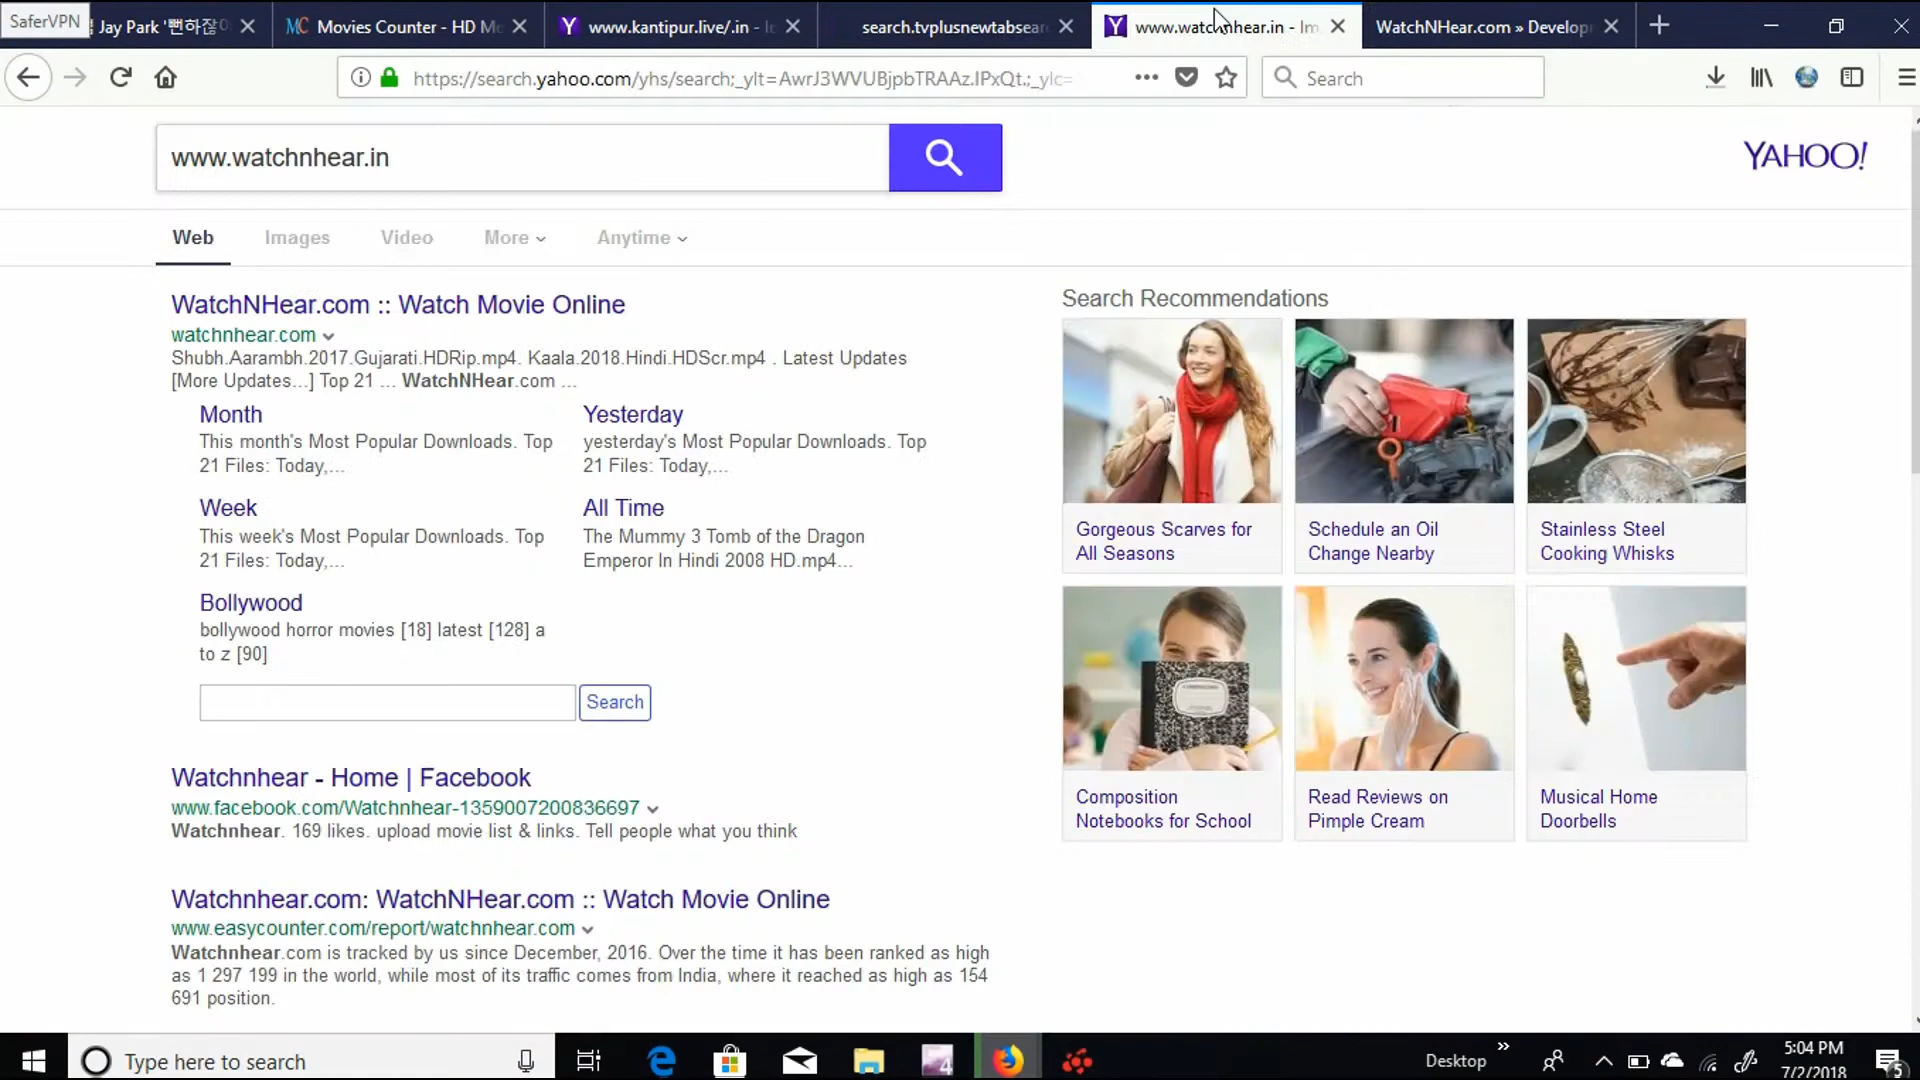 SaferVPN
Jay Park '뻔하잖아
Movies Counter - HD Mo
www.kantipur.live/.in - I
search.tvplusnewtabsear
www.watchnhear.in - Im
WatchNHear.com » Develop
https://search.yahoo.com/yhs/search;_ylt=AwrJ3WVUBjpbTRAAz.IPxQt.;_ylc=
Search
www.watchnhear.in
YAHOO!
Web
Images
Video
More
Anytime
WatchNHear.com :: Watch Movie Online
watchnhear.com
Shubh.Aarambh.2017.Gujarati.HDRip.mp4. Kaala.2018.Hindi.HDScr.mp4 . Latest Updates
[More Updates...] Top 21 ... WatchNHear.com ...
Month
This month's Most Popular Downloads. Top
21 Files: Today,...
Yesterday
yesterday's Most Popular Downloads. Top
21 Files: Today,...
Week
This week's Most Popular Downloads. Top
21 Files: Today,...
All Time
The Mummy 3 Tomb of the Dragon
Emperor In Hindi 2008 HD.mp4...
Bollywood
bollywood horror movies [18] latest [128] a
to z [90]
Search
Watchnhear - Home | Facebook
www.facebook.com/Watchnhear-1359007200836697
Watchnhear. 169 likes. upload movie list & links. Tell people what you think
Watchnhear.com: WatchNHear.com :: Watch Movie Online
www.easycounter.com/report/watchnhear.com
Watchnhear.com is tracked by us since December, 2016. Over the time it has been ranked as high
as 1 297 199 in the world, while most of its traffic comes from India, where it reached as high as 154
691 position.
Search Recommendations
Gorgeous Scarves for
All Seasons
Schedule an Oil
Change Nearby
Stainless Steel
Cooking Whisks
Composition
Notebooks for School
Read Reviews on
Pimple Cream
Musical Home
Doorbells
Type here to search
Desktop
5:04 PM
7/2/2018
5